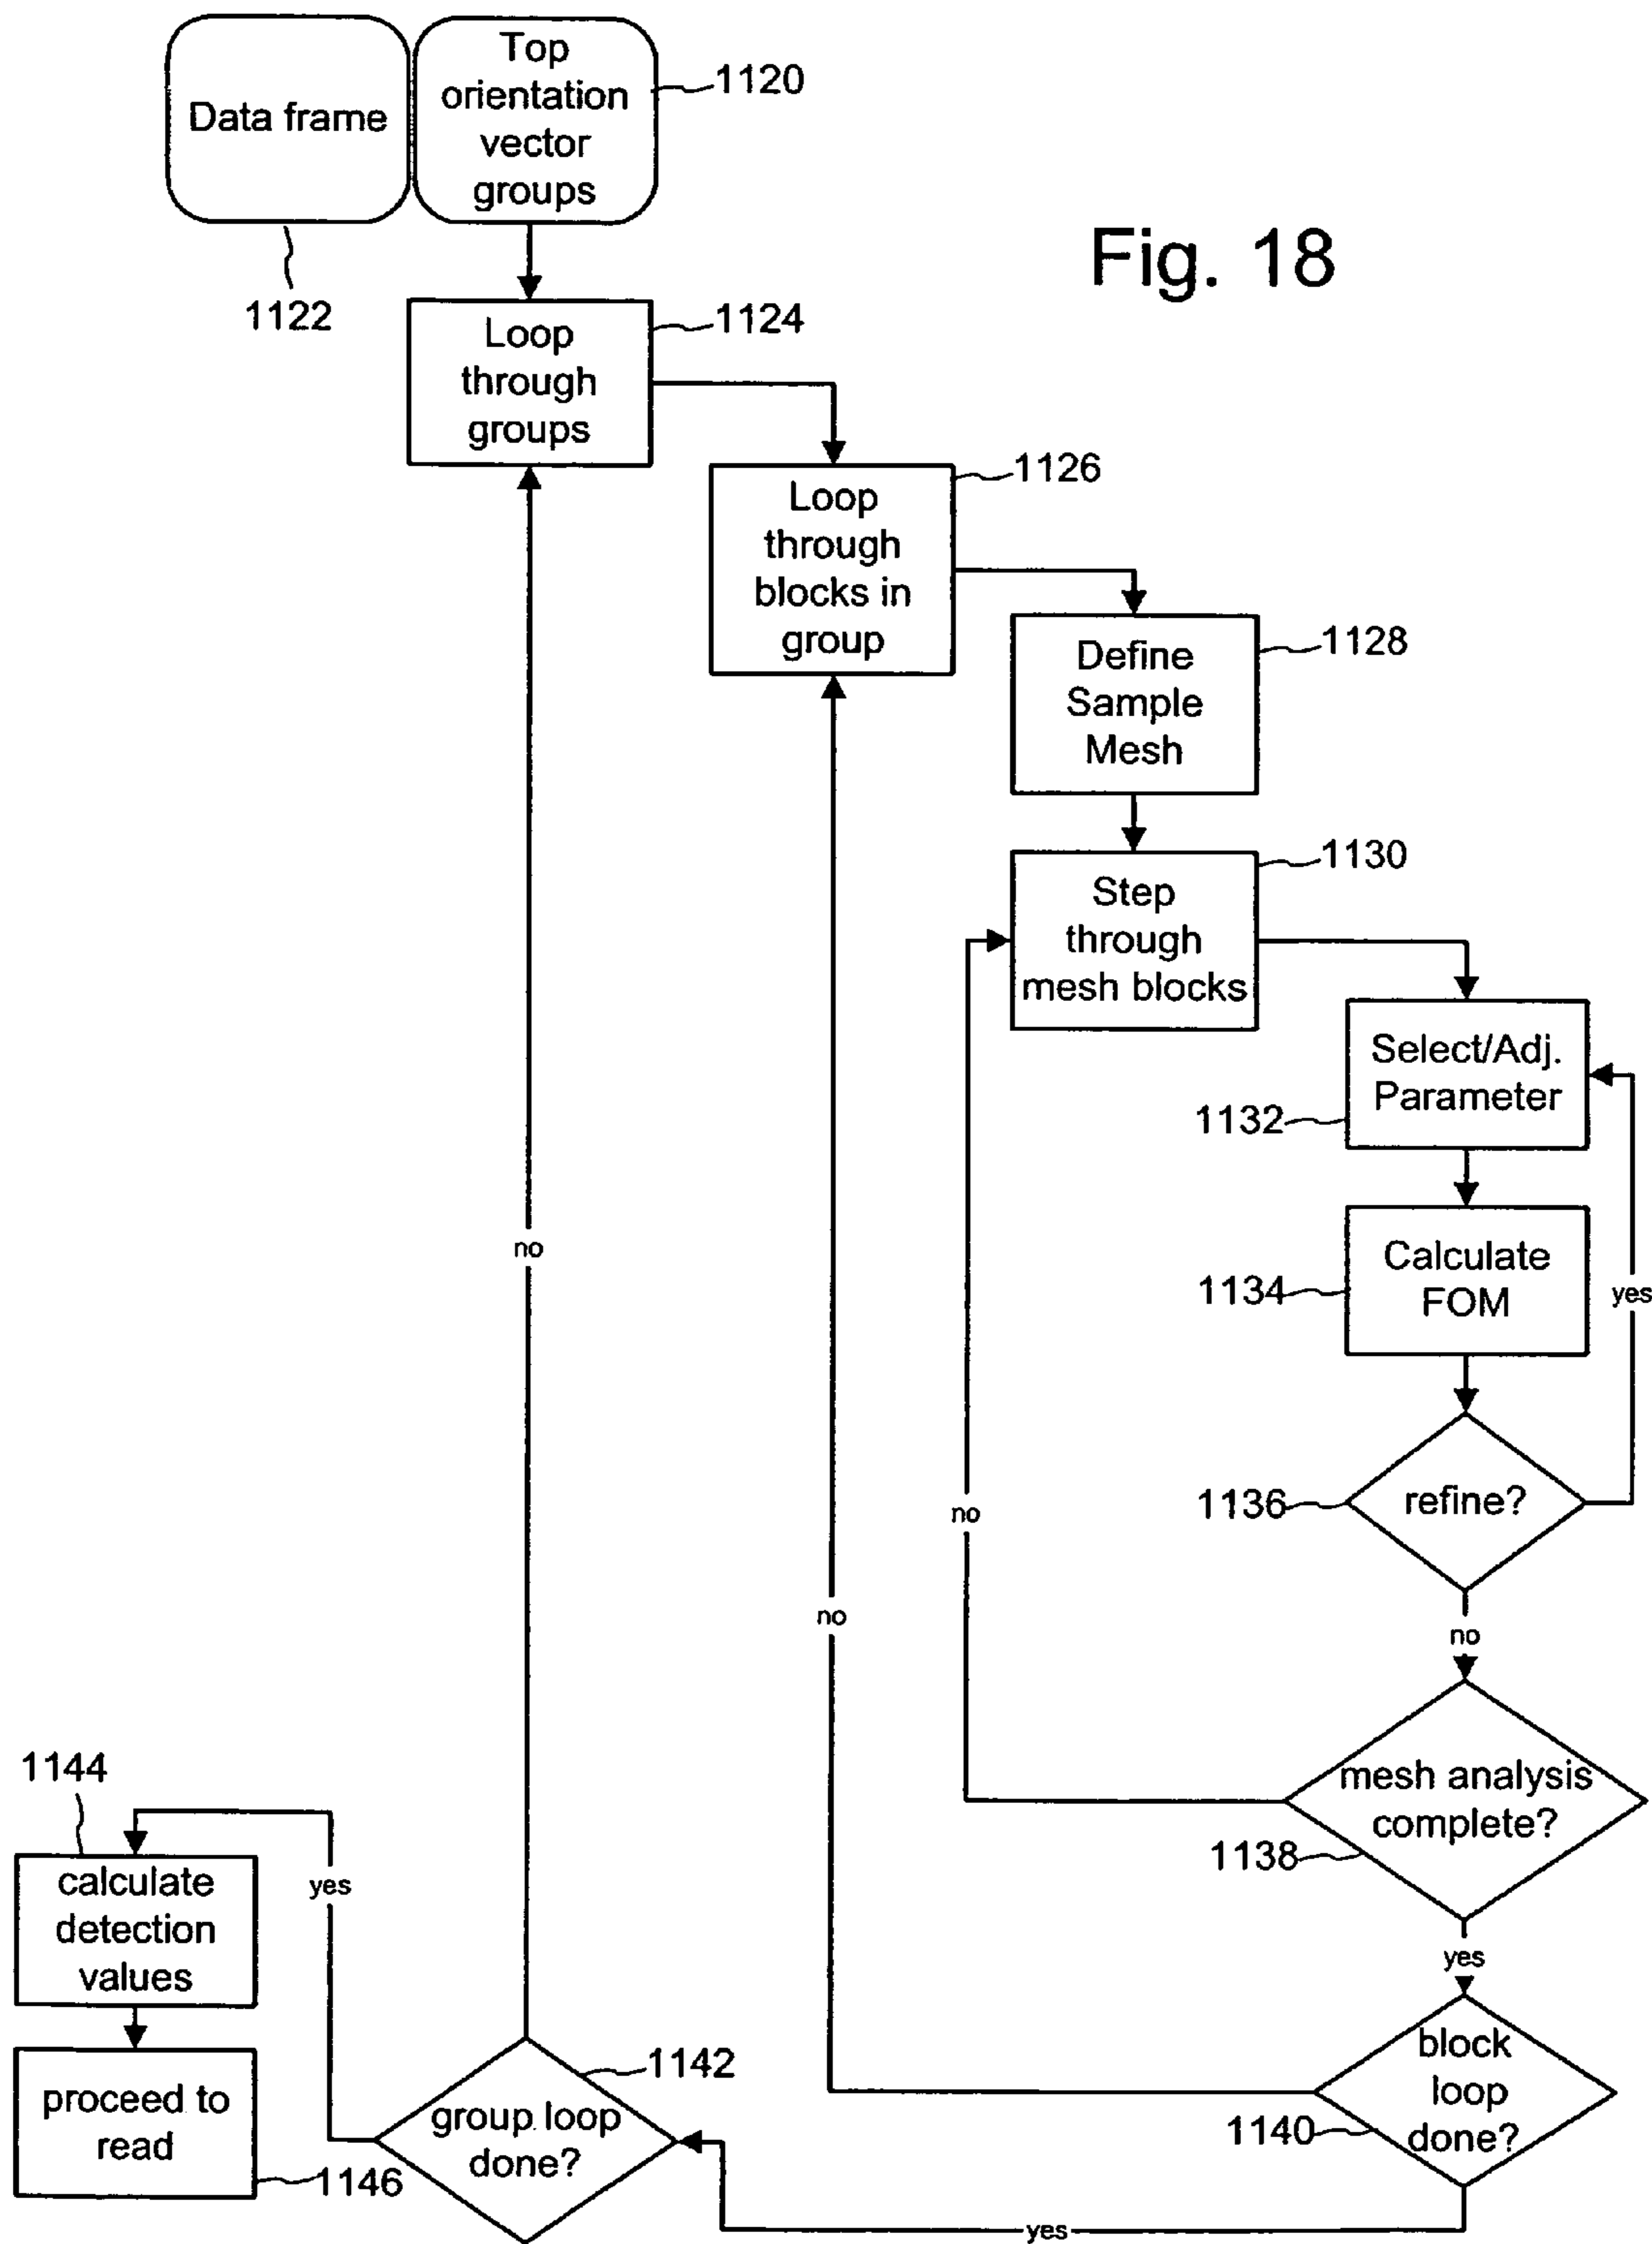 Data frame
Top
orientation
vector
groups
1120
1122
Fig. 18
Loop
through
groups
1124
Loop
through
blocks in
group
1126
Define
Sample
Mesh
1128
Step
through
mesh blocks
1130
Select/Adj.
Parameter
1132
Calculate
FOM
1134
yes
no
refine?
1136
no
no
no
mesh analysis
complete?
1138
yes
1144
calculate
detection
values
yes
block
loop
done?
1140
1142
group loop
done?
proceed to
read
1146
yes